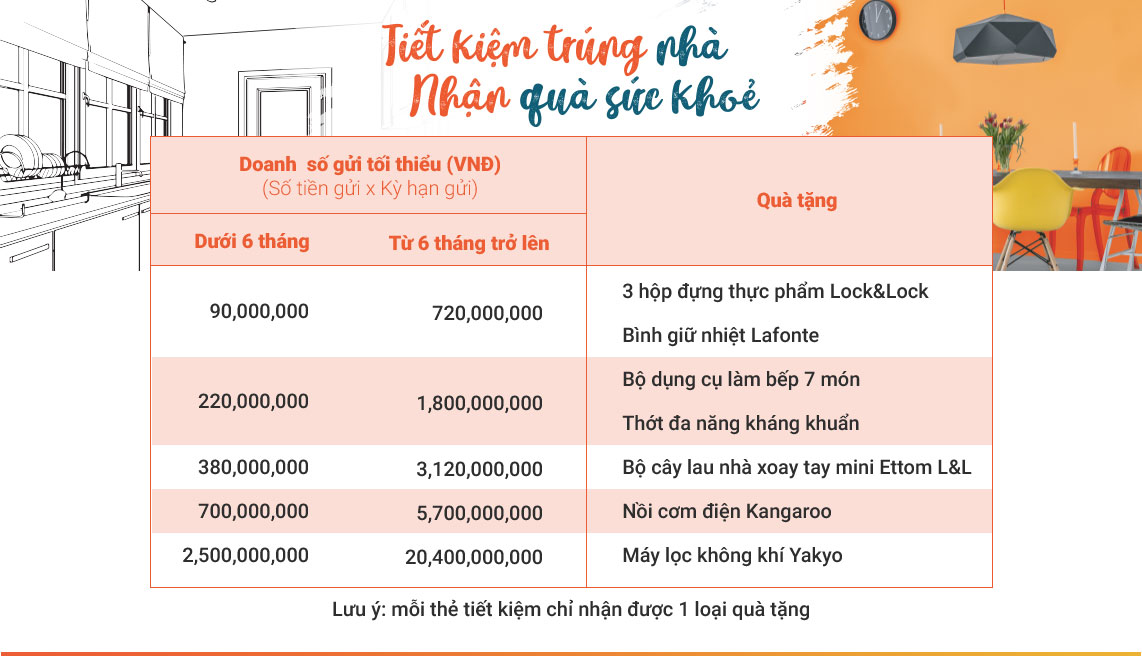 Tiết kiệm trúng nhà
Nhận quà sức khoẻ
Doanh số gửi tối thiểu (VNĐ)
(Số tiền gửi x Kỳ hạn gửi)
Quà tặng
Dưới 6 tháng
Từ 6 tháng trở lên
90,000,000
720,000,000
3 hộp đựng thực phẩm Lock&Lock
Bình giữ nhiệt Lafonte
220,000,000
1,800,000,000
Bộ dụng cụ làm bếp 7 món
Thớt đa năng kháng khuẩn
380,000,000
3,120,000,000
Bộ cây lau nhà xoay tay mini Ettom L&L
700,000,000
5,700,000,000
Nồi cơm điện Kangaroo
2,500,000,000
20,400,000,000
Máy lọc không khí Yakyo
Lưu ý: mỗi thẻ tiết kiệm chỉ nhận được 1 loại quà tặng